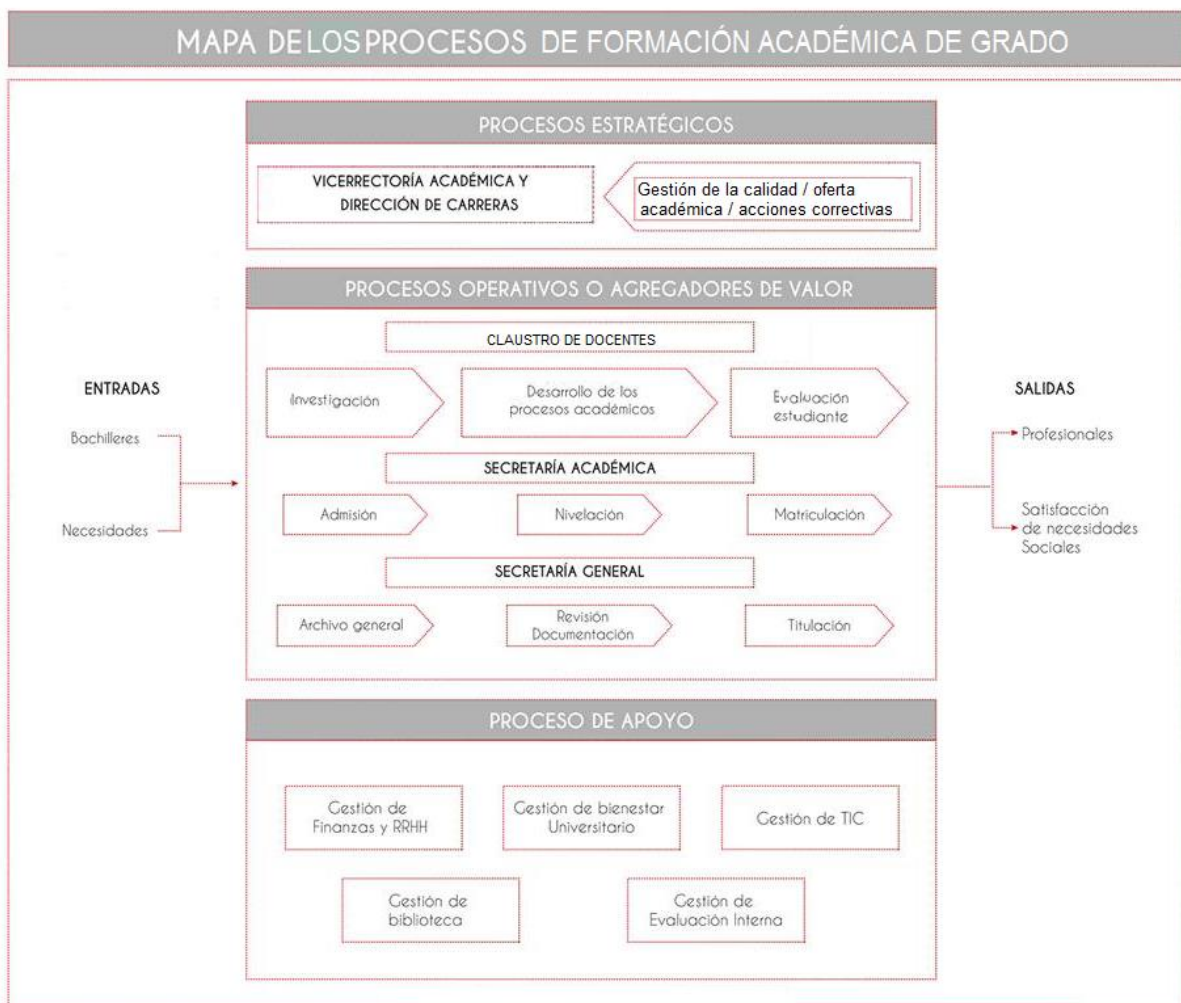 MAPA DE LOS PROCESOS DE FORMACIÓN ACADÉMICA DE GRADO
PROCESOS ESTRATÉGICOS
VICERRECTORÍA ACADÉMICA Y
DIRECCIÓN DE CARRERAS
Gestión de la calidad / oferta
académica / acciones correctivas
PROCESOS OPERATIVOS O AGREGADORES DE VALOR
CLAUSTRO DE DOCENTES
ENTRADAS
Bachilleres
Necesidades
Investigación
Desarrollo de los
procesos académicos
Evaluación
estudiante
SECRETARÍA ACADÉMICA
Admisión
Nivelación
Matriculación
SECRETARÍA GENERAL
Archivo general
Revisión
Documentación
Titulación
SALIDAS
Profesionales
Satisfacción
de necesidades
Sociales
PROCESO DE APOYO
Gestión de
Finanzas y RRHH
Gestión de bienestar
Universitario
Gestión de TIC
Gestión de
biblioteca
Gestión de
Evaluación Interna